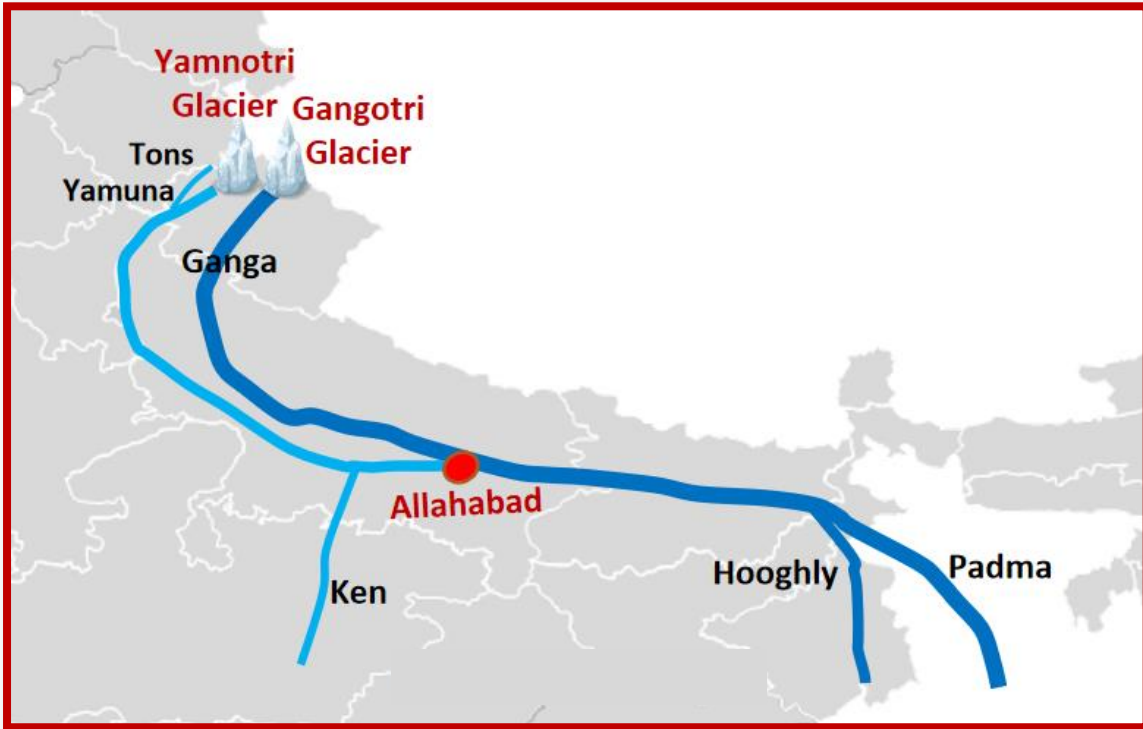 Yamnotri
Glacier
Gangotri
Glacier
Tons
Yamuna
Ganga
Allahabad
Ken
Hooghly
Padma